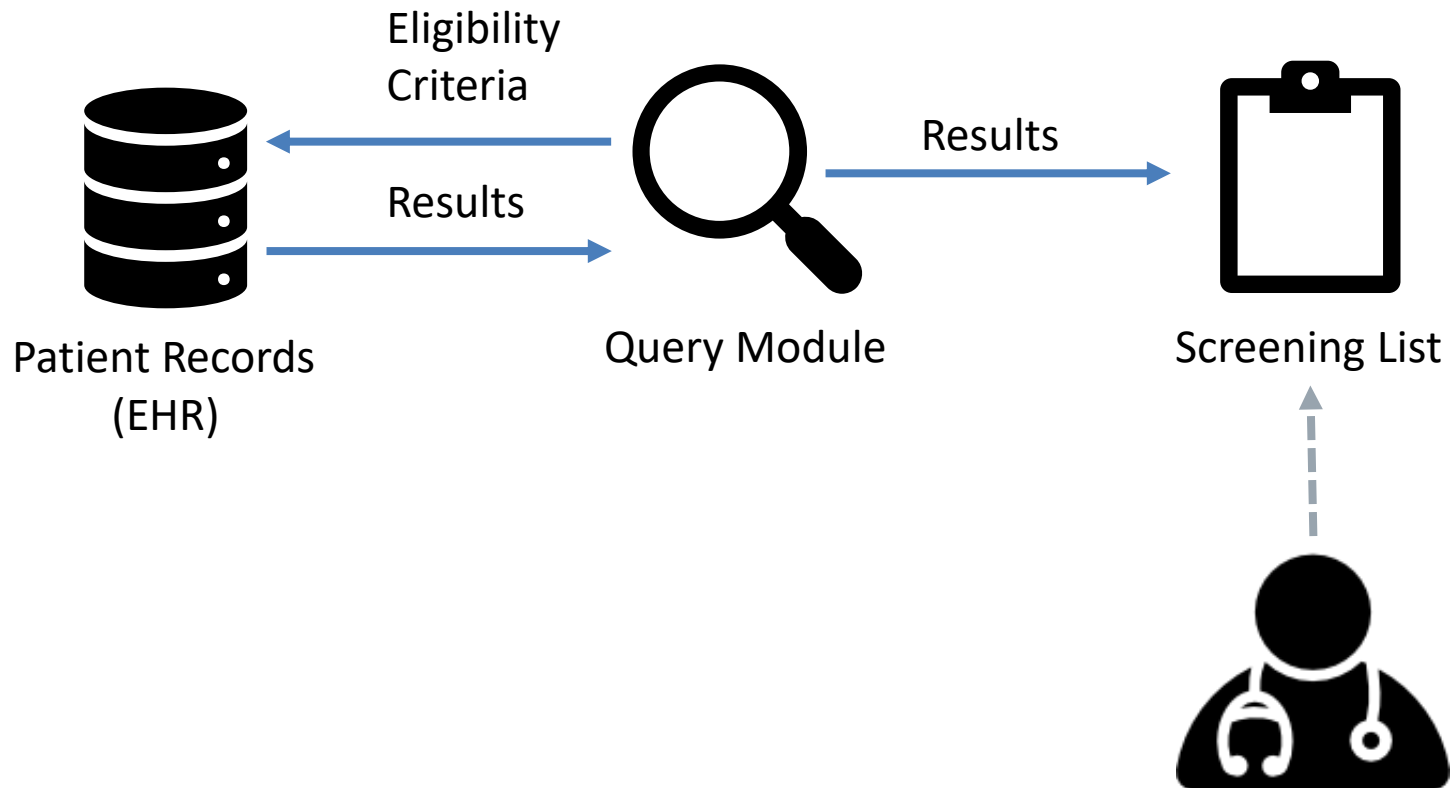 Eligibility
Criteria
Results
Results
Patient Records
(EHR)
Query Module
Screening List